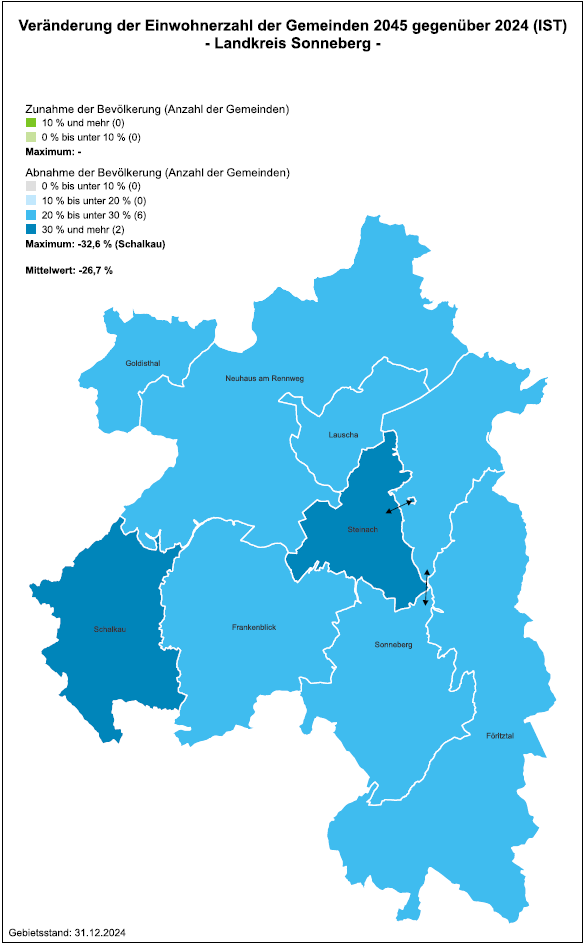 Veränderung der Einwohnerzahl der Gemeinden 2045 gegenüber 2024 (IST)
- Landkreis Sonneberg -
Zunahme der Bevölkerung (Anzahl der Gemeinden)
10 % und mehr (0)
0 % bis unter 10 % (0)
Maximum: -
Abnahme der Bevölkerung (Anzahl der Gemeinden)
0 % bis unter 10 % (0)
10 % bis unter 20 % (0)
20 % bis unter 30 % (6)
30 % und mehr (2)
Maximum: -32,6 % (Schalkau)
Mittelwert: -26,7 %
Goldisthal
Neuhaus am Rennweg
Lauscha
Steinach
Schalkau
Frankenblick
Sonneberg
Föritztal
Gebietsstand: 31.12.2024